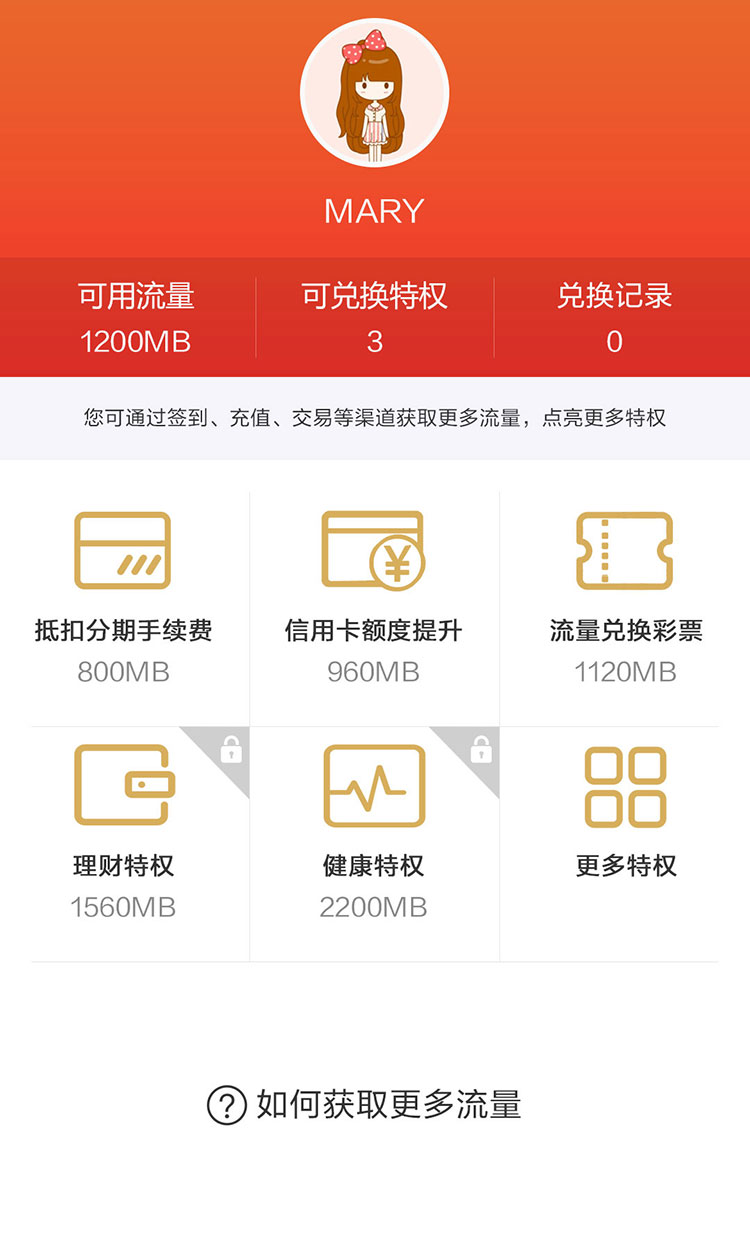 MARY
可用流量
可兑换特权
兑换记录
1200MB
3
0
您可通过签到、充值、交易等渠道获取更多流量，点亮更多特权
¥
抵扣分期手续费
信用卡额度提升
流量兑换彩票
800MB
960MB
1120MB
理财特权
健康特权
更多特权
1560MB
2200MB
? 如何获取更多流量